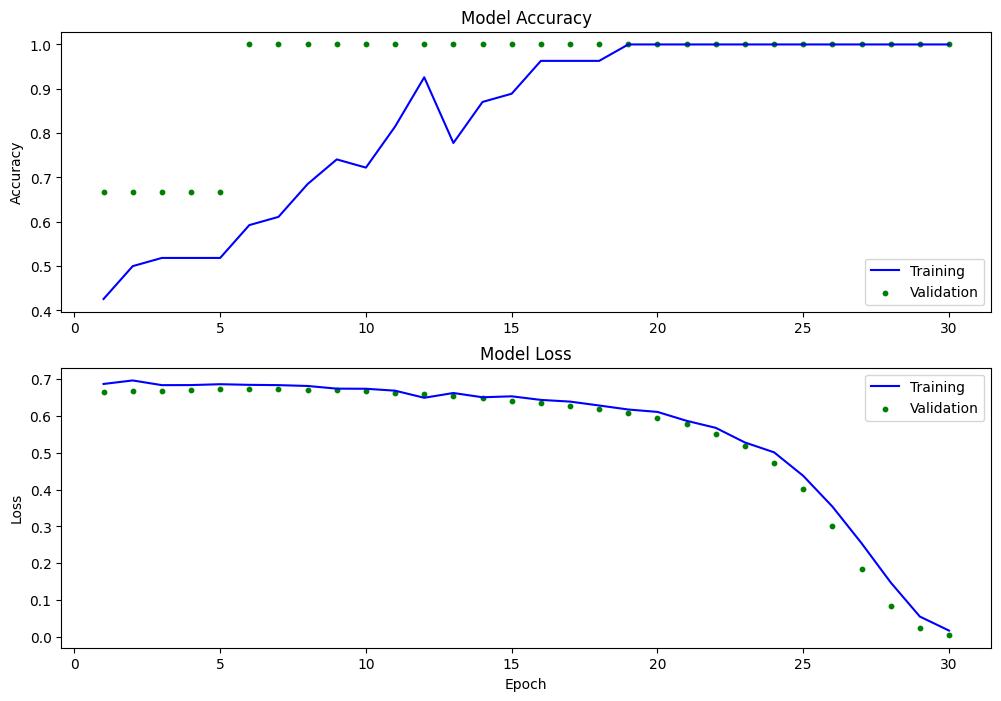 Model Accuracy
1.0
0.9
0.8
0.7
0.6
0.5
0.4
Accuracy
Training
Validation
0 5 10 15 20 25 30
Model Loss
0.7
0.6
0.5
0.4
0.3
0.2
0.1
0.0
Loss
Training
Validation
0 5 10 15 20 25 30
Epoch